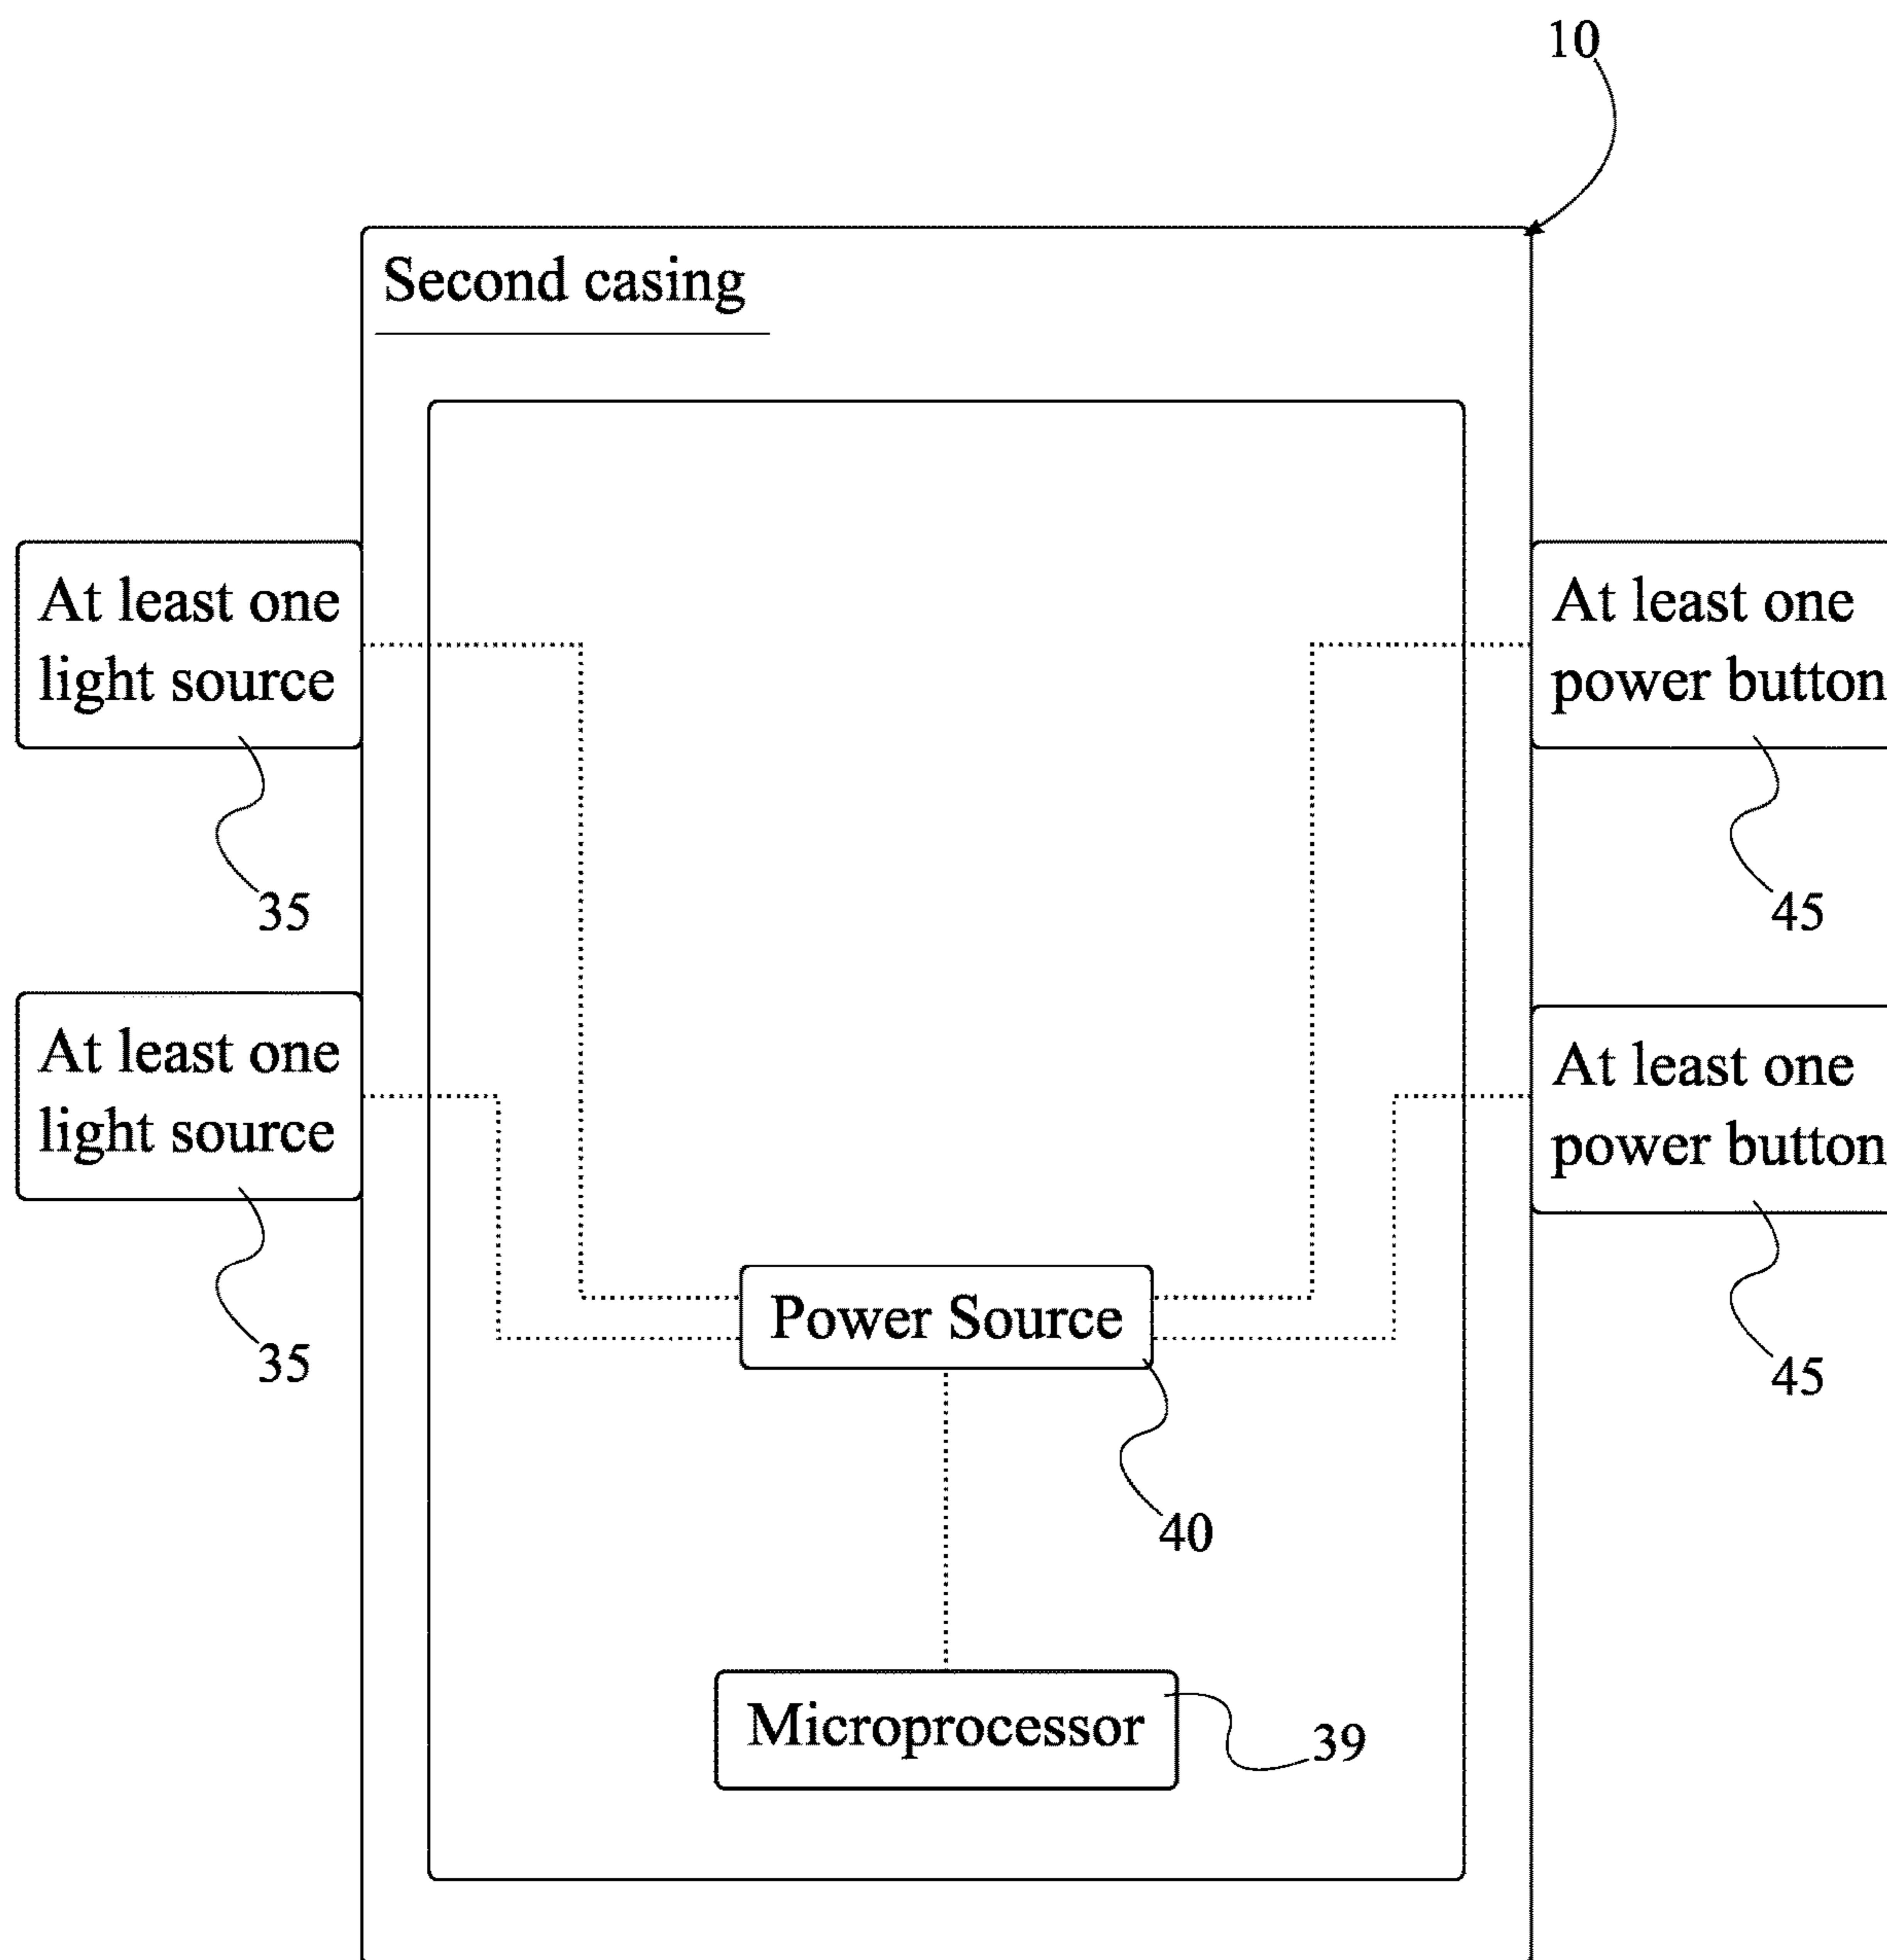 10
Second casing
At least one
light source
35
At least one
power button
45
At least one
light source
35
At least one
power button
45
Power Source
40
Microprocessor
39